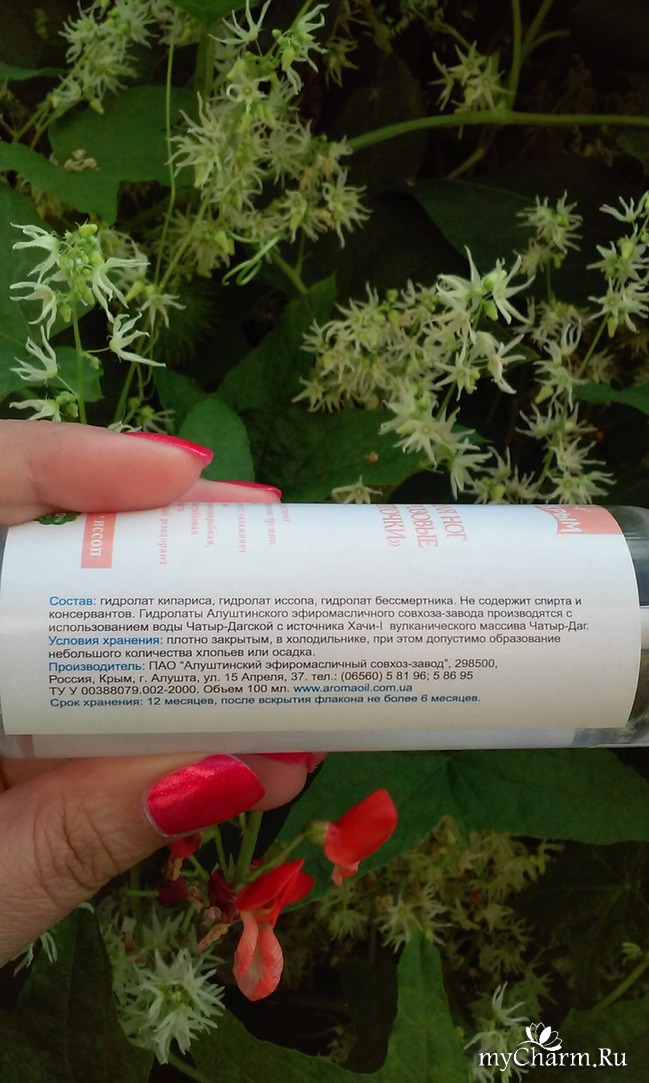 РЫМ
Я НОГ
ОВЫЕ
ОЧКИ»
ИССОП
Состав: гидролат кипариса, гидролат иссопа, гидролат бессмертника. Не содержит спирта и
консервантов. Гидролаты Алуштинского эфиромасличного совхоза-завода производятся с
использованием воды Чатыр-Дагской с источника Хачи-I вулканического массива Чатыр-Даг.
Условия хранения: плотно закрытым, в холодильнике, при этом допустимо образование
небольшого количества хлопьев или осадка.
Производитель: ПАО "Алуштинский эфиромасличный совхоз-завод", 298500,
Россия, Крым, г. Алушта, ул. 15 Апреля, 37. тел.: (06560) 5 81 96; 5 86 95
ТУ У 00388079.002-2000. Объем 100 мл. www.aromaoil.com.ua
Срок хранения: 12 месяцев, после вскрытия флакона не более 6 месяцев.
myCharm.Ru